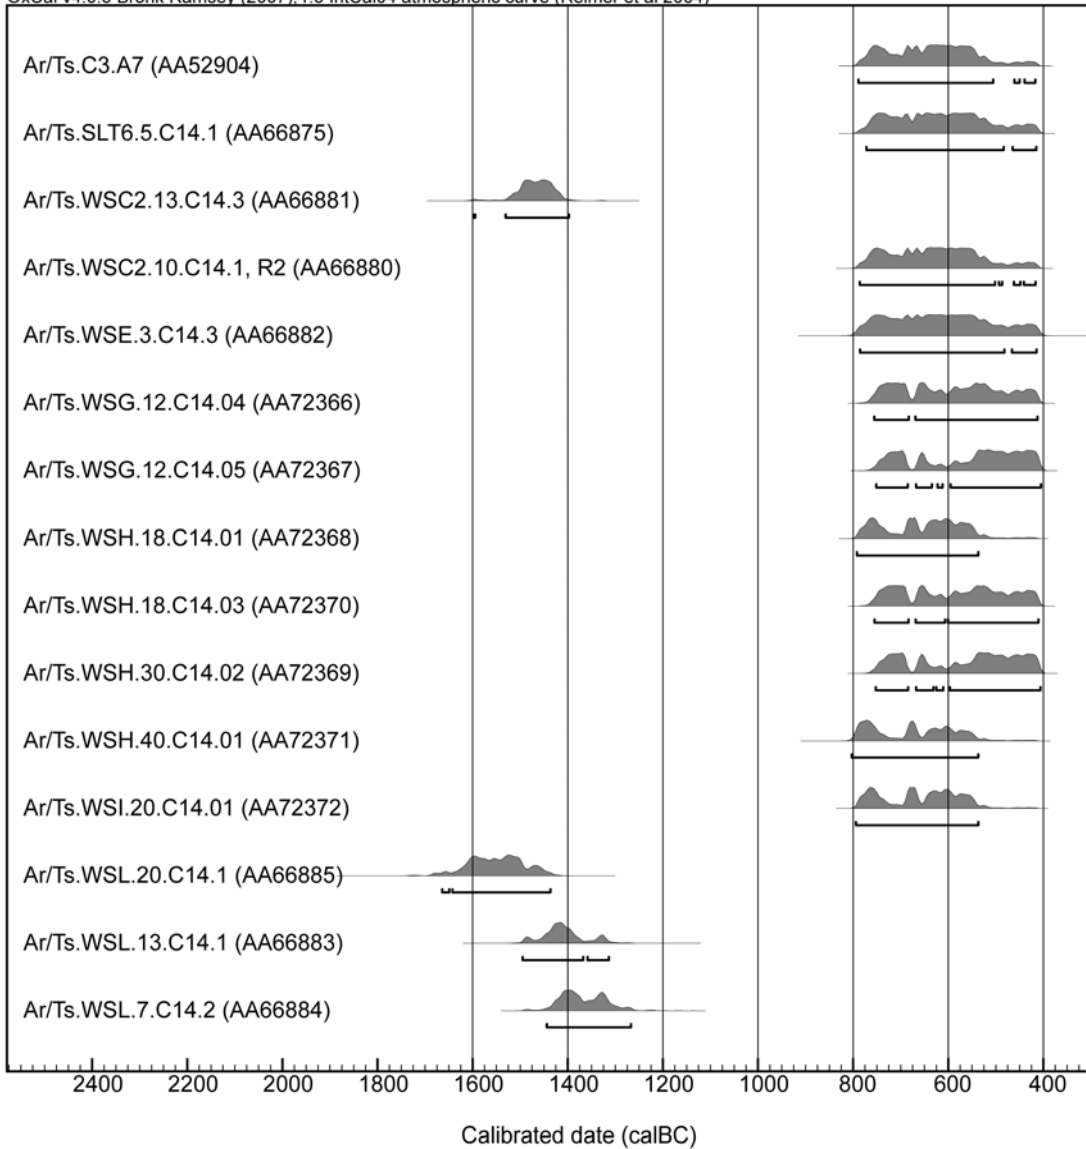 Ar/Ts.C3.A7 (AA52904)
Ar/Ts.SLT6.5.C14.1 (AA66875)
Ar/Ts.WSC2.13.C14.3 (AA66881)
Ar/Ts.WSC2.10.C14.1, R2 (AA66880)
Ar/Ts.WSE.3.C14.3 (AA66882)
Ar/Ts.WSG.12.C14.04 (AA72366)
Ar/Ts.WSG.12.C14.05 (AA72367)
Ar/Ts.WSH.18.C14.01 (AA72368)
Ar/Ts.WSH.18.C14.03 (AA72370)
Ar/Ts.WSH.30.C14.02 (AA72369)
Ar/Ts.WSH.40.C14.01 (AA72371)
Ar/Ts.WSI.20.C14.01 (AA72372)
Ar/Ts.WSL.20.C14.1 (AA66885)
Ar/Ts.WSL.13.C14.1 (AA66883)
Ar/Ts.WSL.7.C14.2 (AA66884)
2400 2200 2000 1800 1600 1400 1200 1000 800 600 400
Calibrated date (calBC)